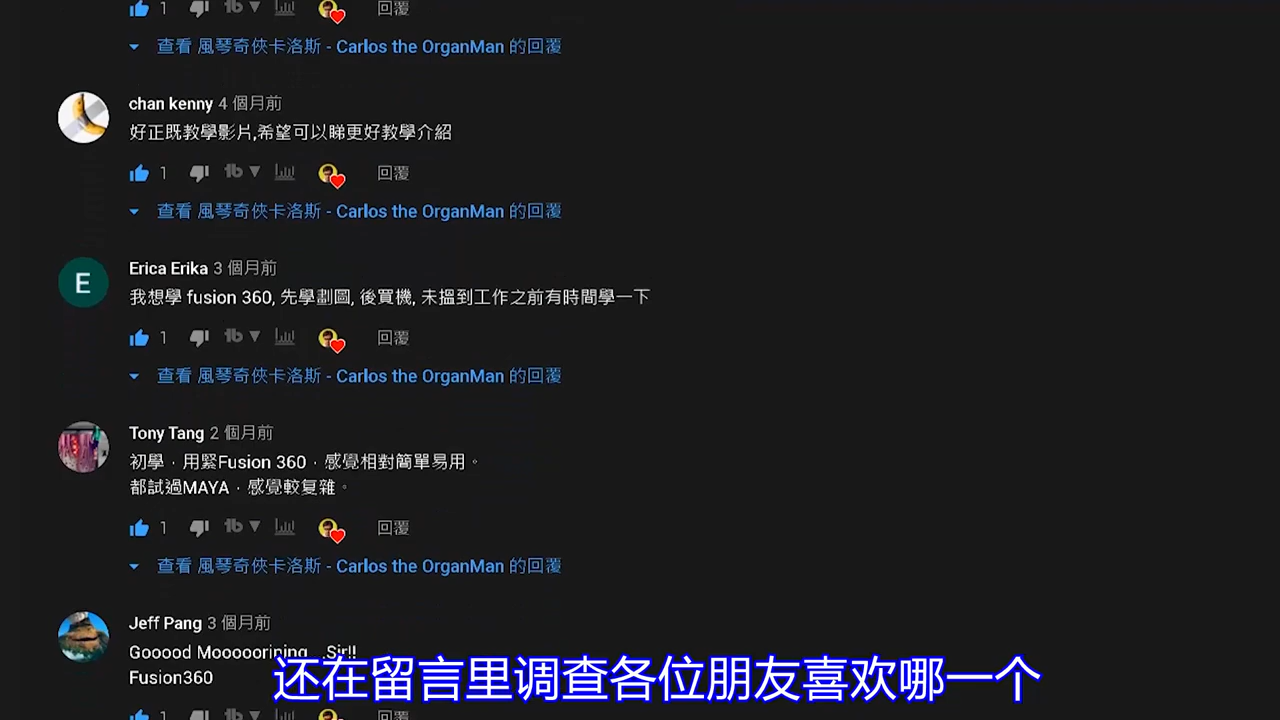 1 回覆
查看 風琴奇俠卡洛斯 - Carlos the OrganMan 的回覆
chan kenny 4 個月前
好正既教學影片,希望可以睇更好教學介紹
1 tb 回覆
查看 風琴奇俠卡洛斯 - Carlos the OrganMan 的回覆
E
Erica Erika 3 個月前
我想學 fusion 360, 先學劃圖, 後買機, 未搵到工作之前有時間學一下
1 tb 回覆
查看 風琴奇俠卡洛斯 - Carlos the OrganMan 的回覆
Tony Tang 2 個月前
初學，用緊Fusion 360，感覺相對簡單易用。
都試過MAYA，感覺較复雜。
1 tb 回覆
查看 風琴奇俠卡洛斯 - Carlos the OrganMan 的回覆
Jeff Pang 3 個月前
Gooood Mooooorining...Sir!!
Fusion360
还在留言里调查各位朋友喜欢哪一个
1 回覆